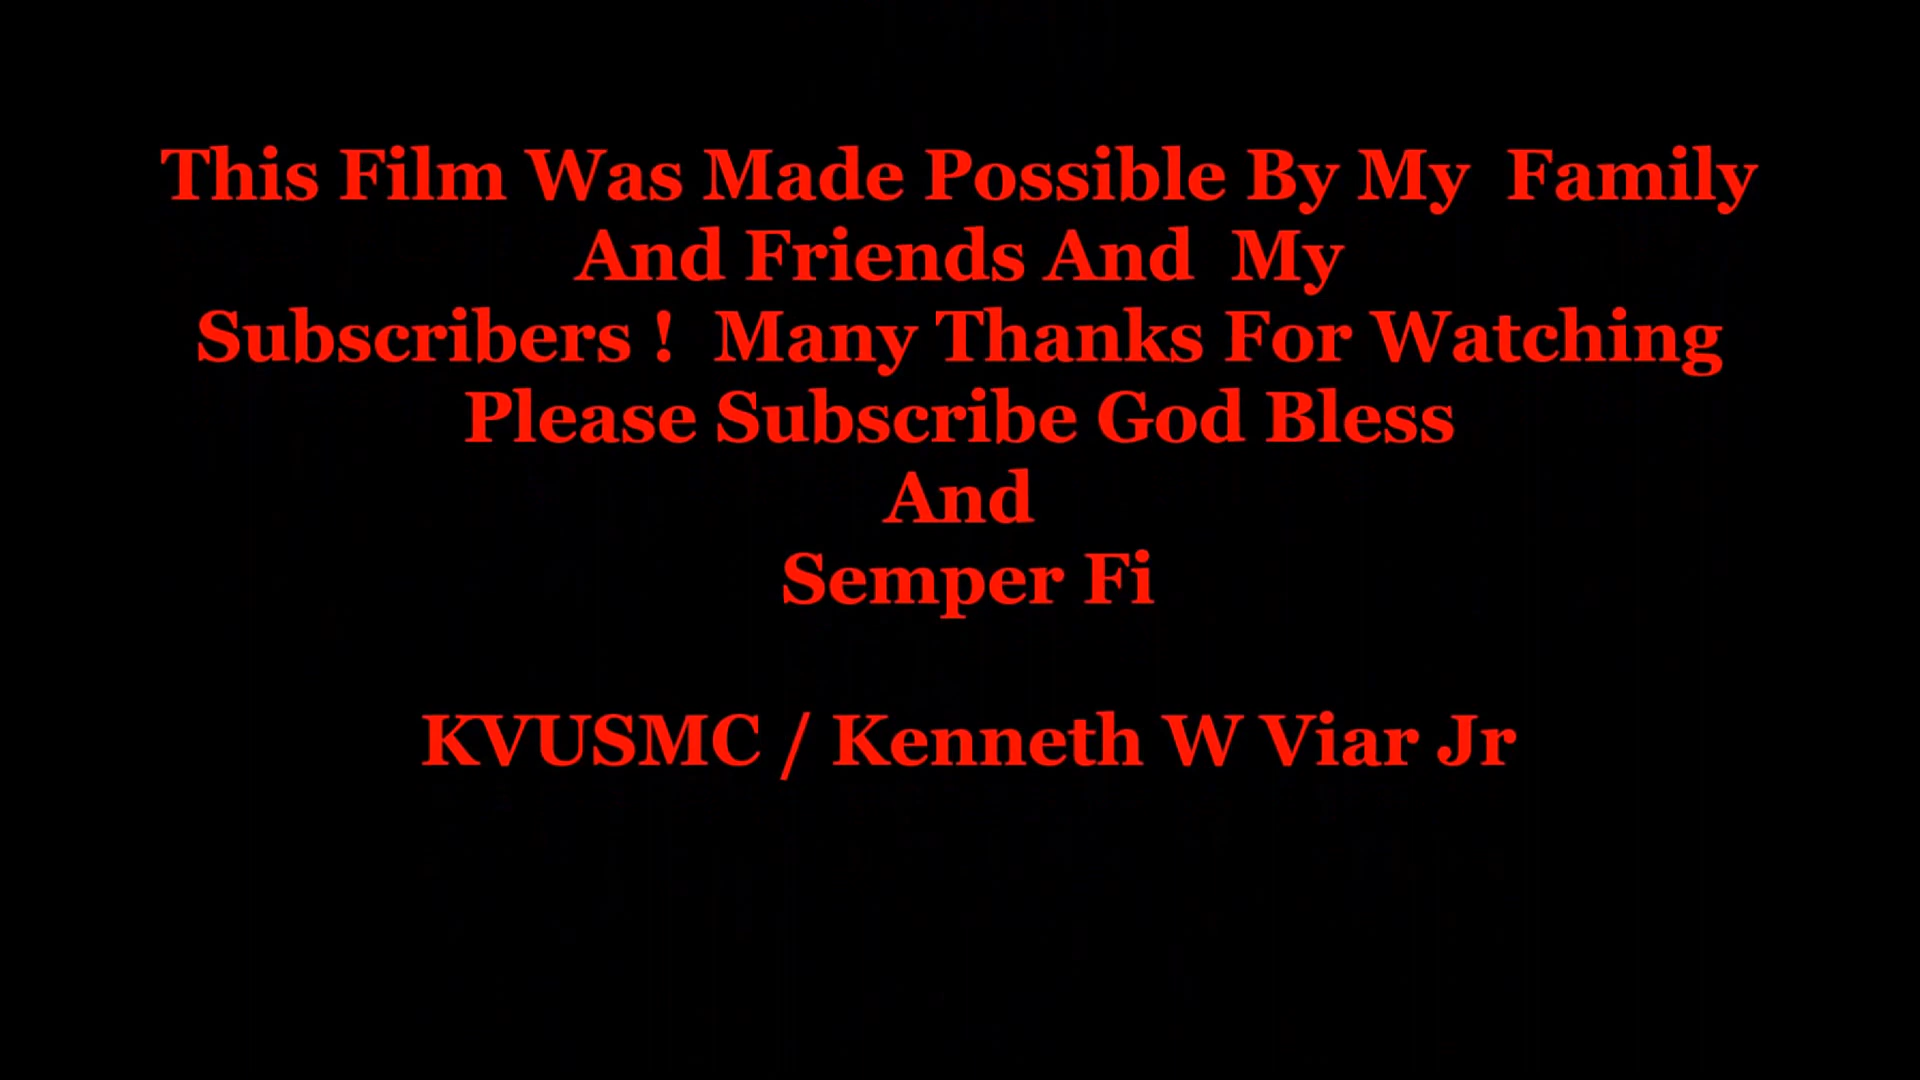 This Film Was Made Possible By My  Family
And Friends And  My
Subscribers !  Many Thanks For Watching
Please Subscribe God Bless
And
Semper Fi
KVUSMC / Kenneth W Viar Jr